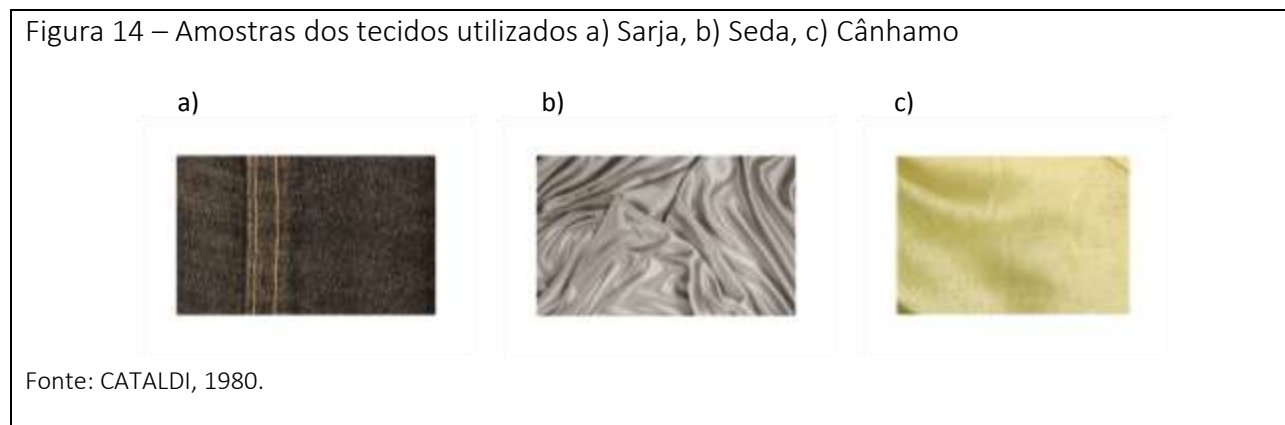 Figura 14 – Amostras dos tecidos utilizados a) Sarja, b) Seda, c) Cânhamo
a) b) c)
Fonte: CATALDI, 1980.